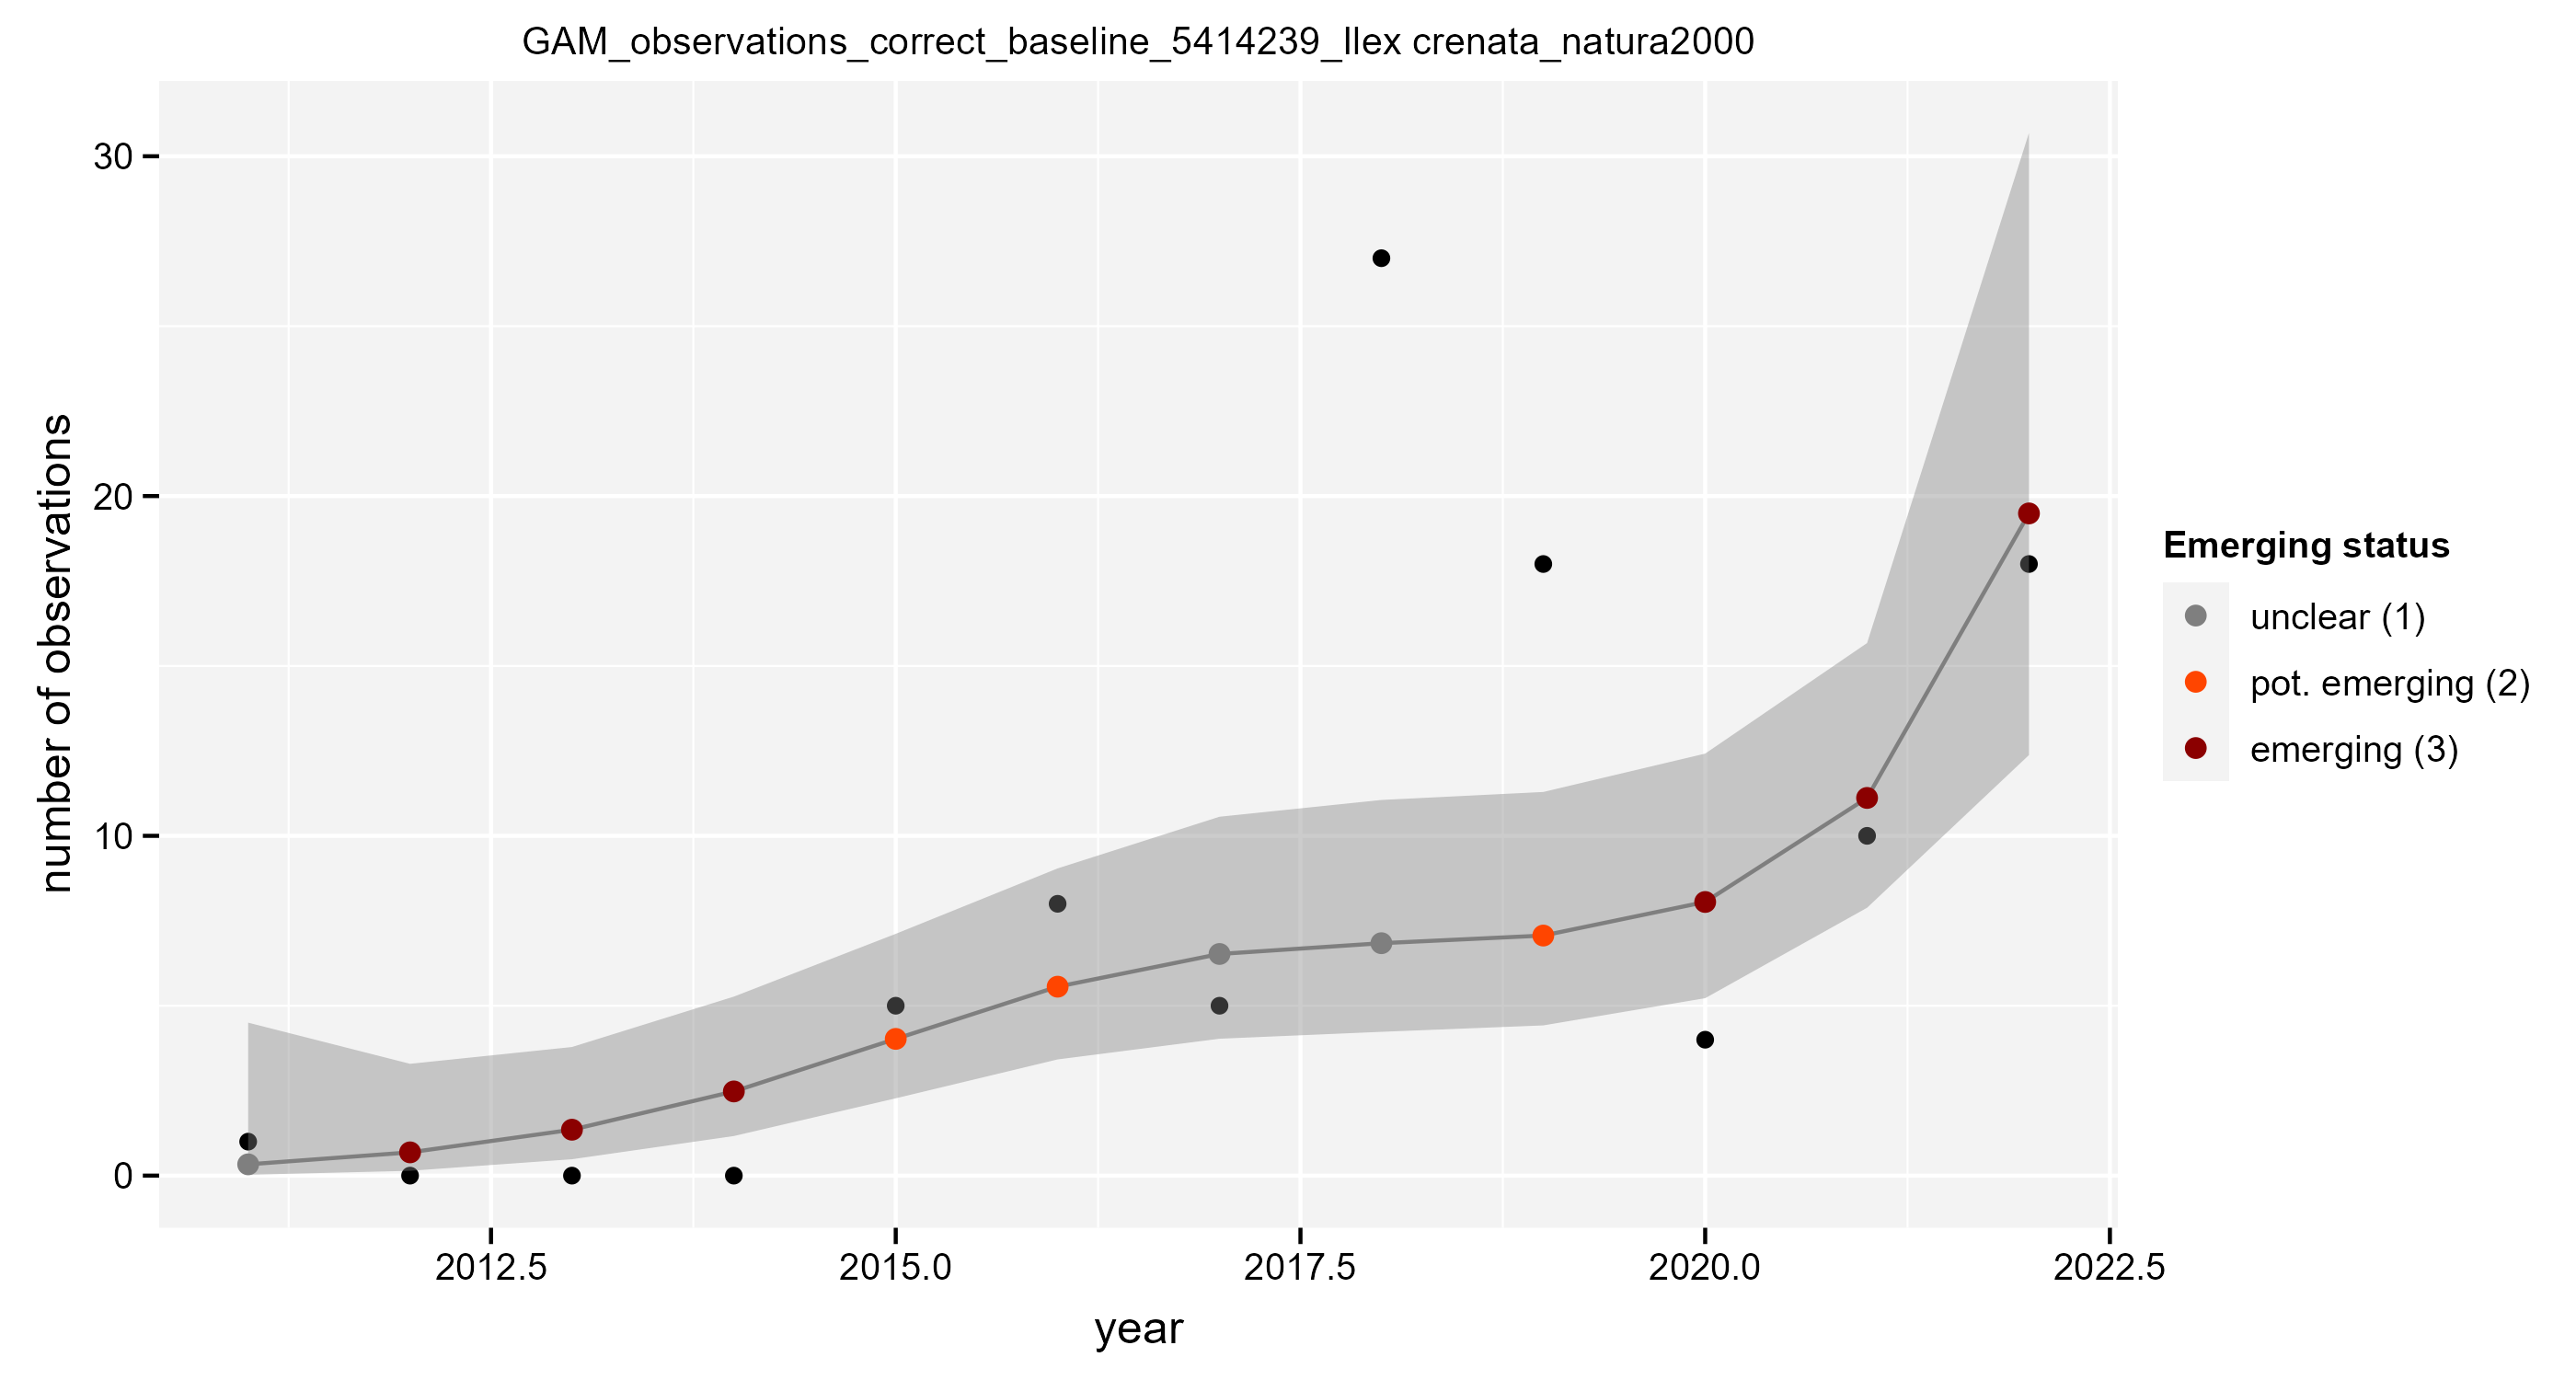 GAM_observations_correct_baseline_5414239_Ilex crenata_natura2000
number of observations
30
20
10
0
2012.5
2015.0
2017.5
2020.0
2022.5
year
Emerging status
unclear (1)
pot. emerging (2)
emerging (3)